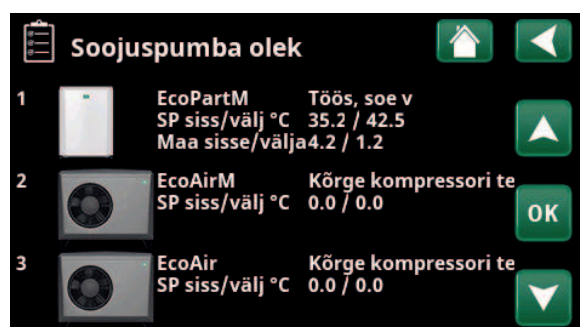 Soojuspumba olek
1 EcoPartM Töös, soe v
SP siss/välj °C 35.2 / 42.5
Maa sisse/välja 4.2 / 1.2
2 EcoAirM Kõrge kompressori te
SP siss/välj °C 0.0 / 0.0
OK
3 EcoAir Kõrge kompressori te
SP siss/välj °C 0.0 / 0.0